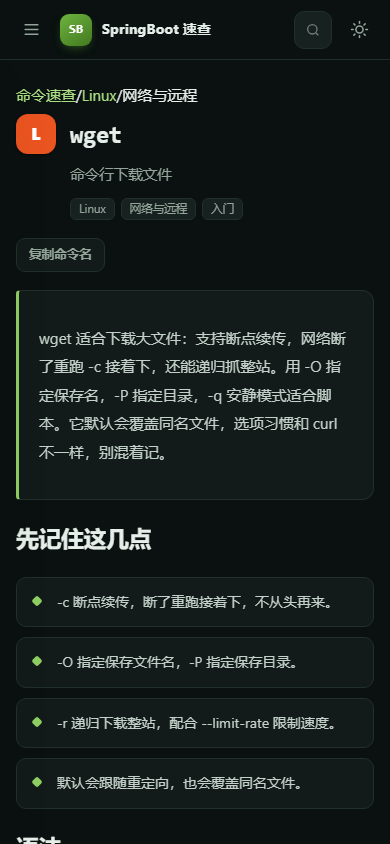 SB SpringBoot 速查
命令速查/Linux/网络与远程
L wget
命令行下载文件
Linux 网络与远程 入门
复制命令名
wget 适合下载大文件：支持断点续传，网络断
了重跑 -c 接着下，还能递归抓整站。用 -O 指
定保存名，-P 指定目录，-q 安静模式适合脚
本。它默认会覆盖同名文件，选项习惯和 curl
不一样，别混着记。
先记住这几点
-c 断点续传，断了重跑接着下，不从头再来。
-O 指定保存文件名，-P 指定保存目录。
-r 递归下载整站，配合 --limit-rate 限制速度。
默认会跟随重定向，也会覆盖同名文件。